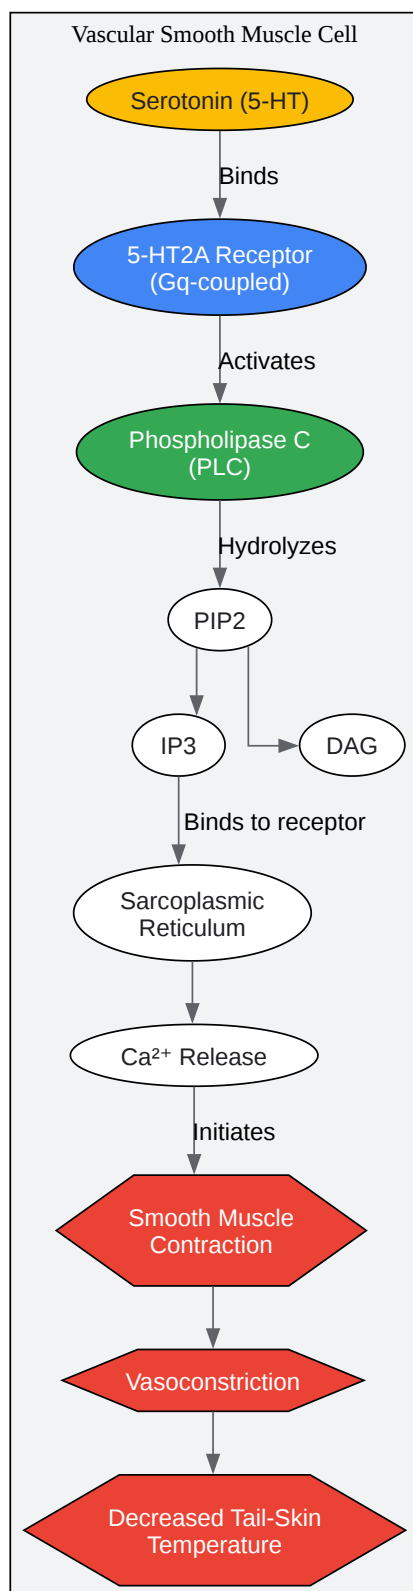 Vascular Smooth Muscle Cell
Serotonin (5-HT)
Binds
5-HT2A Receptor
(Gq-coupled)
Activates
Phospholipase C
(PLC)
Hydrolyzes
PIP2
IP3
DAG
Binds to receptor
Sarcoplasmic
Reticulum
Ca²⁺ Release
Initiates
Smooth Muscle
Contraction
Vasoconstriction
Decreased Tail-Skin
Temperature